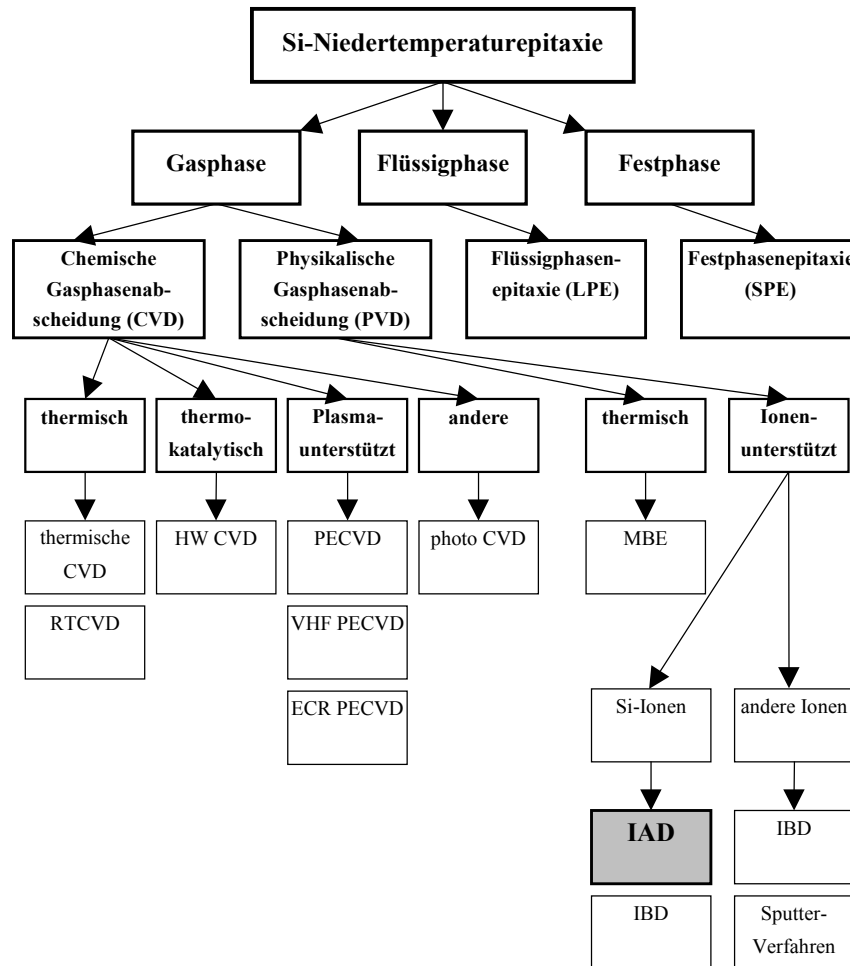 Si-Niedertemperaturepitaxie
Gasphase
Flüssigphase
Festphase
Chemische
Gasphasenab-
scheidung (CVD)
Physikalische
Gasphasenab-
scheidung (PVD)
Flüssigphasen-
epitaxie (LPE)
Festphasenepitaxie
(SPE)
thermisch
thermo-
katalytisch
Plasma-
unterstützt
andere
thermisch
Ionen-
unterstützt
thermische
CVD
HW CVD
PECVD
photo CVD
MBE
RTCVD
VHF PECVD
ECR PECVD
Si-Ionen
andere Ionen
IAD
IBD
IBD
Sputter-
Verfahren